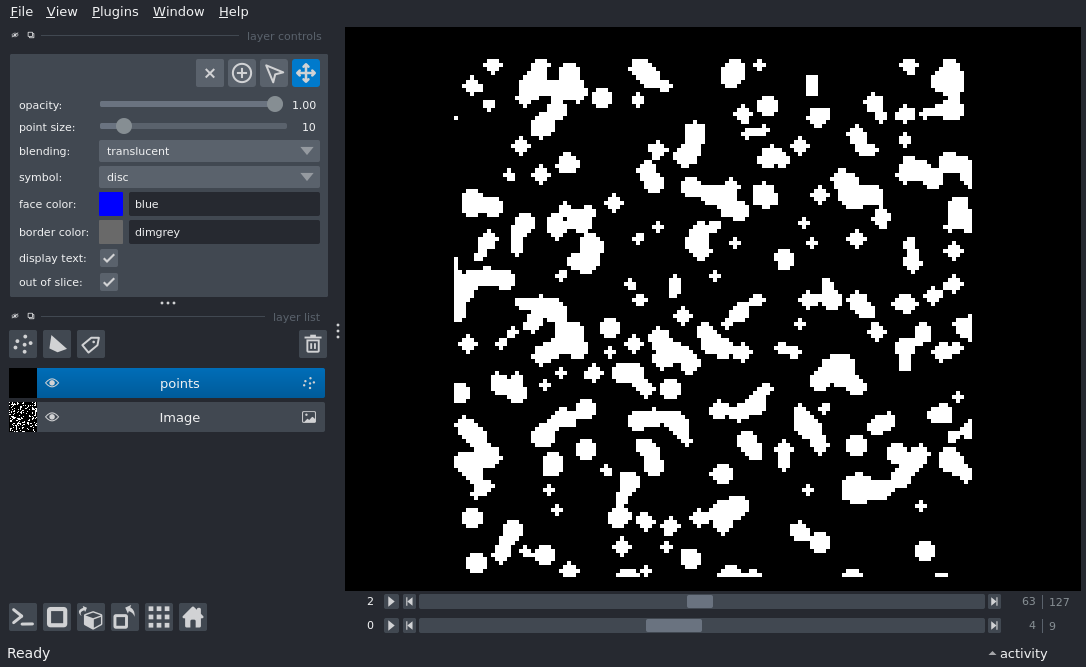 File View Plugins Window Help
layer controls
opacity: 1.00
point size: 10
blending: translucent
symbol: disc
face color: blue
border color: dimgrey
display text:
out of slice:
layer list
points
Image
2 63 127
0 4 9
Ready activity